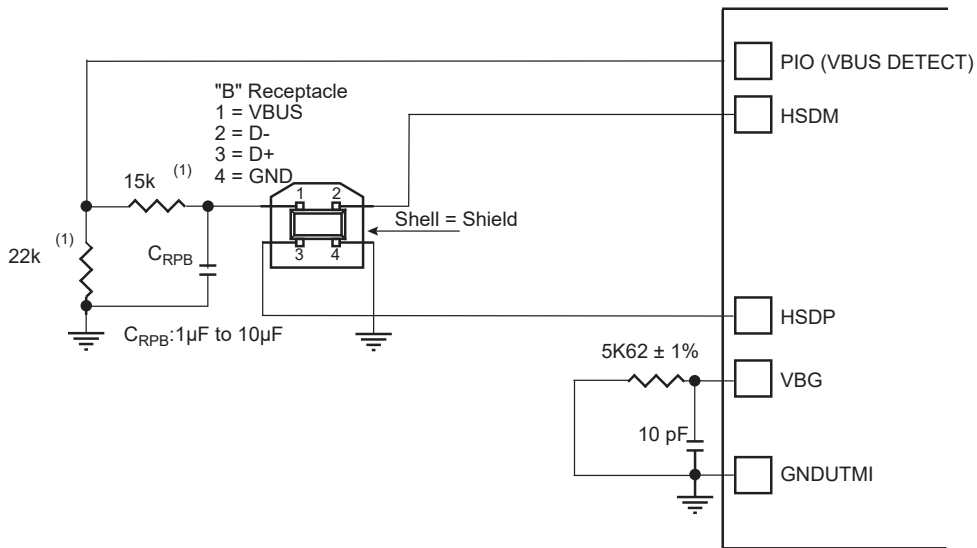 PIO (VBUS DETECT)
"B" Receptacle
1 = VBUS
2 = D-
3 = D+
4 = GND
HSDM
15k (1)
1 2
Shell = Shield
22k (1)
CRPB
3 4
CRPB:1µF to 10µF
HSDP
5K62 ± 1%
VBG
10 pF
GNDUTMI